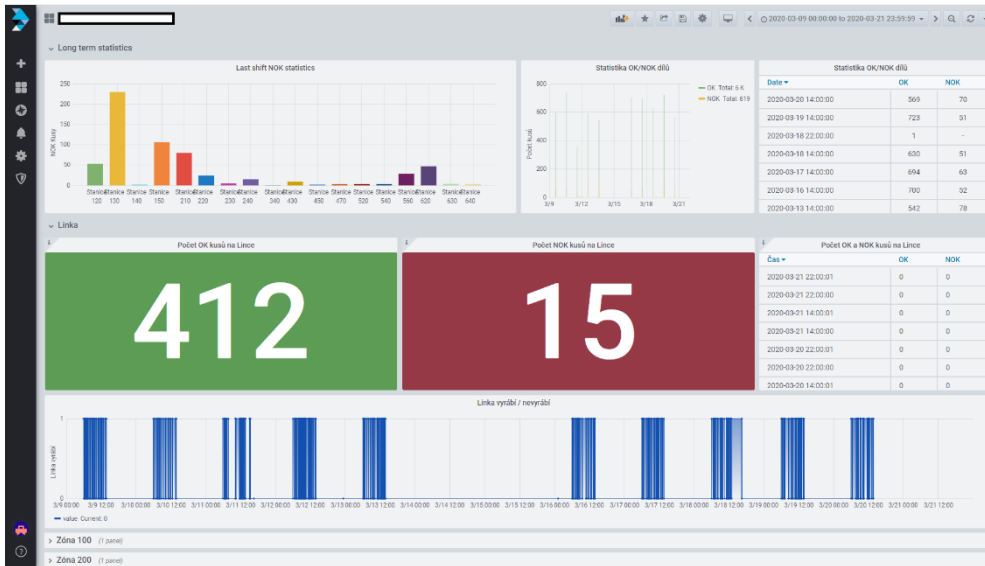 2020-03-09 00:00:00 to 2020-03-21 23:59:59
Long term statistics
Last shift NOK statistics
NOK Kusy
250
200
150
100
50
0
Stanice Stanice Stanice Stanice Stanice Stanice Stanice Stanice Stanice Stanice Stanice Stanice Stanice Stanice Stanice Stanice Stanice Stanice
120 130 140 150 210 220 230 240 340 430 450 470 520 540 560 620 630 640
Statistika OK/NOK dílů
Počet kusů
800
600
400
200
0
3/9 3/12 3/15 3/18 3/21
OK Total: 6 K
NOK Total: 619
Statistika OK/NOK dílů
Date OK NOK
2020-03-20 14:00:00 569 70
2020-03-19 14:00:00 723 51
2020-03-18 22:00:00 1 -
2020-03-18 14:00:00 630 51
2020-03-17 14:00:00 694 63
2020-03-16 14:00:00 700 52
2020-03-13 14:00:00 542 78
Linka
Počet OK kusů na Lince
412
Počet NOK kusů na Lince
15
Počet OK a NOK kusů na Lince
Čas OK NOK
2020-03-21 22:00:01 0 0
2020-03-21 22:00:00 0 0
2020-03-21 14:00:01 0 0
2020-03-21 14:00:00 0 0
2020-03-20 22:00:01 0 0
2020-03-20 22:00:00 0 0
2020-03-20 14:00:01 0 0
Linka vyrábí / nevyrábí
Linka vyrábí
1
0
3/9 00:00 3/9 12:00 3/10 00:00 3/10 12:00 3/11 00:00 3/11 12:00 3/12 00:00 3/12 12:00 3/13 00:00 3/13 12:00 3/14 00:00 3/14 12:00 3/15 00:00 3/15 12:00 3/16 00:00 3/16 12:00 3/17 00:00 3/17 12:00 3/18 00:00 3/18 12:00 3/19 00:00 3/19 12:00 3/20 00:00 3/20 12:00 3/21 00:00 3/21 12:00
value Current: 0
Zóna 100 (1 panel)
Zóna 200 (1 panel)